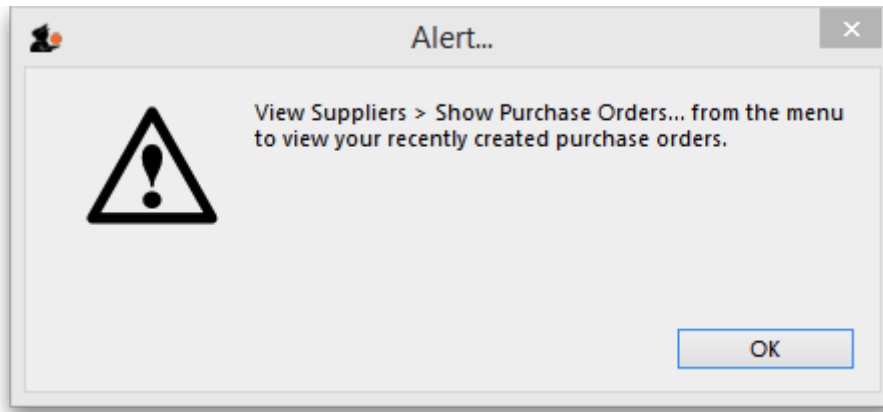 Alert...
View Suppliers > Show Purchase Orders... from the menu
to view your recently created purchase orders.
OK